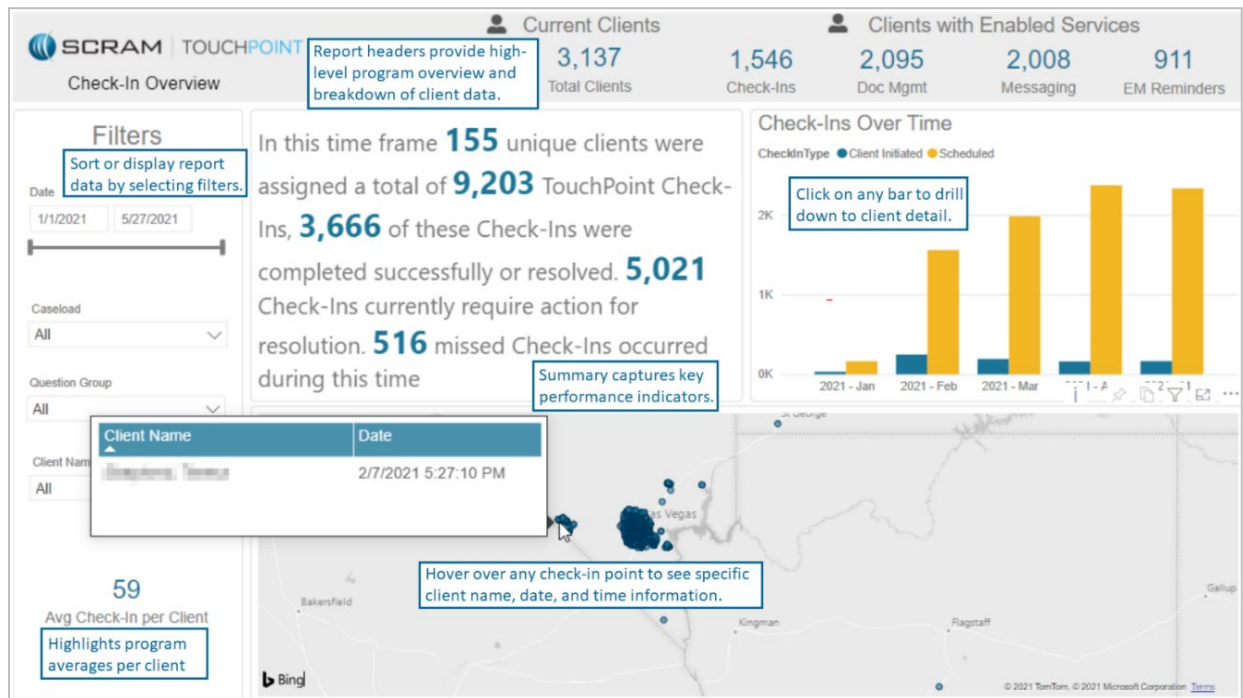 SCRAM TOUCHPOINT
Check-In Overview
Report headers provide high-
level program overview and
breakdown of client data.
Current Clients
3,137
Total Clients
Clients with Enabled Services
1,546
Check-Ins
2,095
Doc Mgmt
2,008
Messaging
911
EM Reminders
Filters
Sort or display report
data by selecting filters.
Date
1/1/2021 5/27/2021
Caseload
All
Question Group
All
Client Nam
All
59
Avg Check-In per Client
Highlights program
averages per client
In this time frame 155 unique clients were
assigned a total of 9,203 TouchPoint Check-
Ins, 3,666 of these Check-Ins were
completed successfully or resolved. 5,021
Check-Ins currently require action for
resolution. 516 missed Check-Ins occurred
during this time
Summary captures key
performance indicators.
Check-Ins Over Time
CheckInType Client Initiated Scheduled
Click on any bar to drill
down to client detail.
2K
1K
0K
2021 - Jan 2021 - Feb 2021 - Mar
Client Name Date
2/7/2021 5:27:10 PM
St George
as Vegas
Hover over any check-in point to see specific
client name, date, and time information.
Bakersfield
Kingman
Flagstaff
Gallup
Bing
© 2021 TomTom, © 2021 Microsoft Corporation Terms